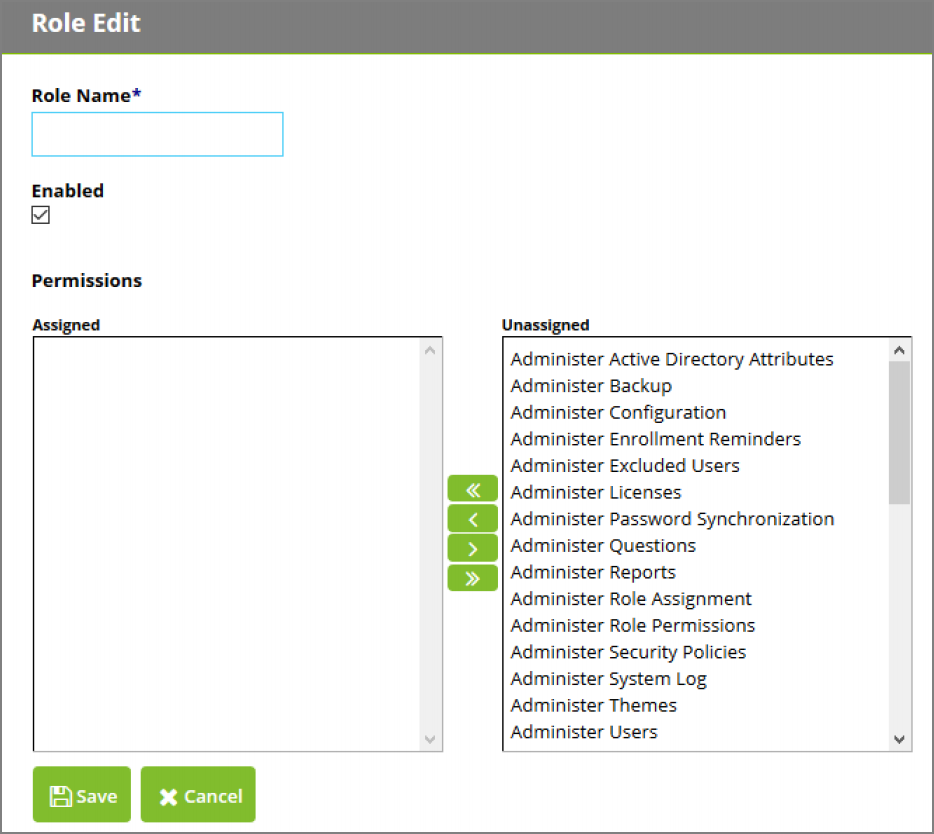 Role Edit
Role Name*
Enabled
Permissions
Assigned
Unassigned
Administer Active Directory Attributes
Administer Backup
Administer Configuration
Administer Enrollment Reminders
Administer Excluded Users
Administer Licenses
Administer Password Synchronization
Administer Questions
Administer Reports
Administer Role Assignment
Administer Role Permissions
Administer Security Policies
Administer System Log
Administer Themes
Administer Users
Save
Cancel